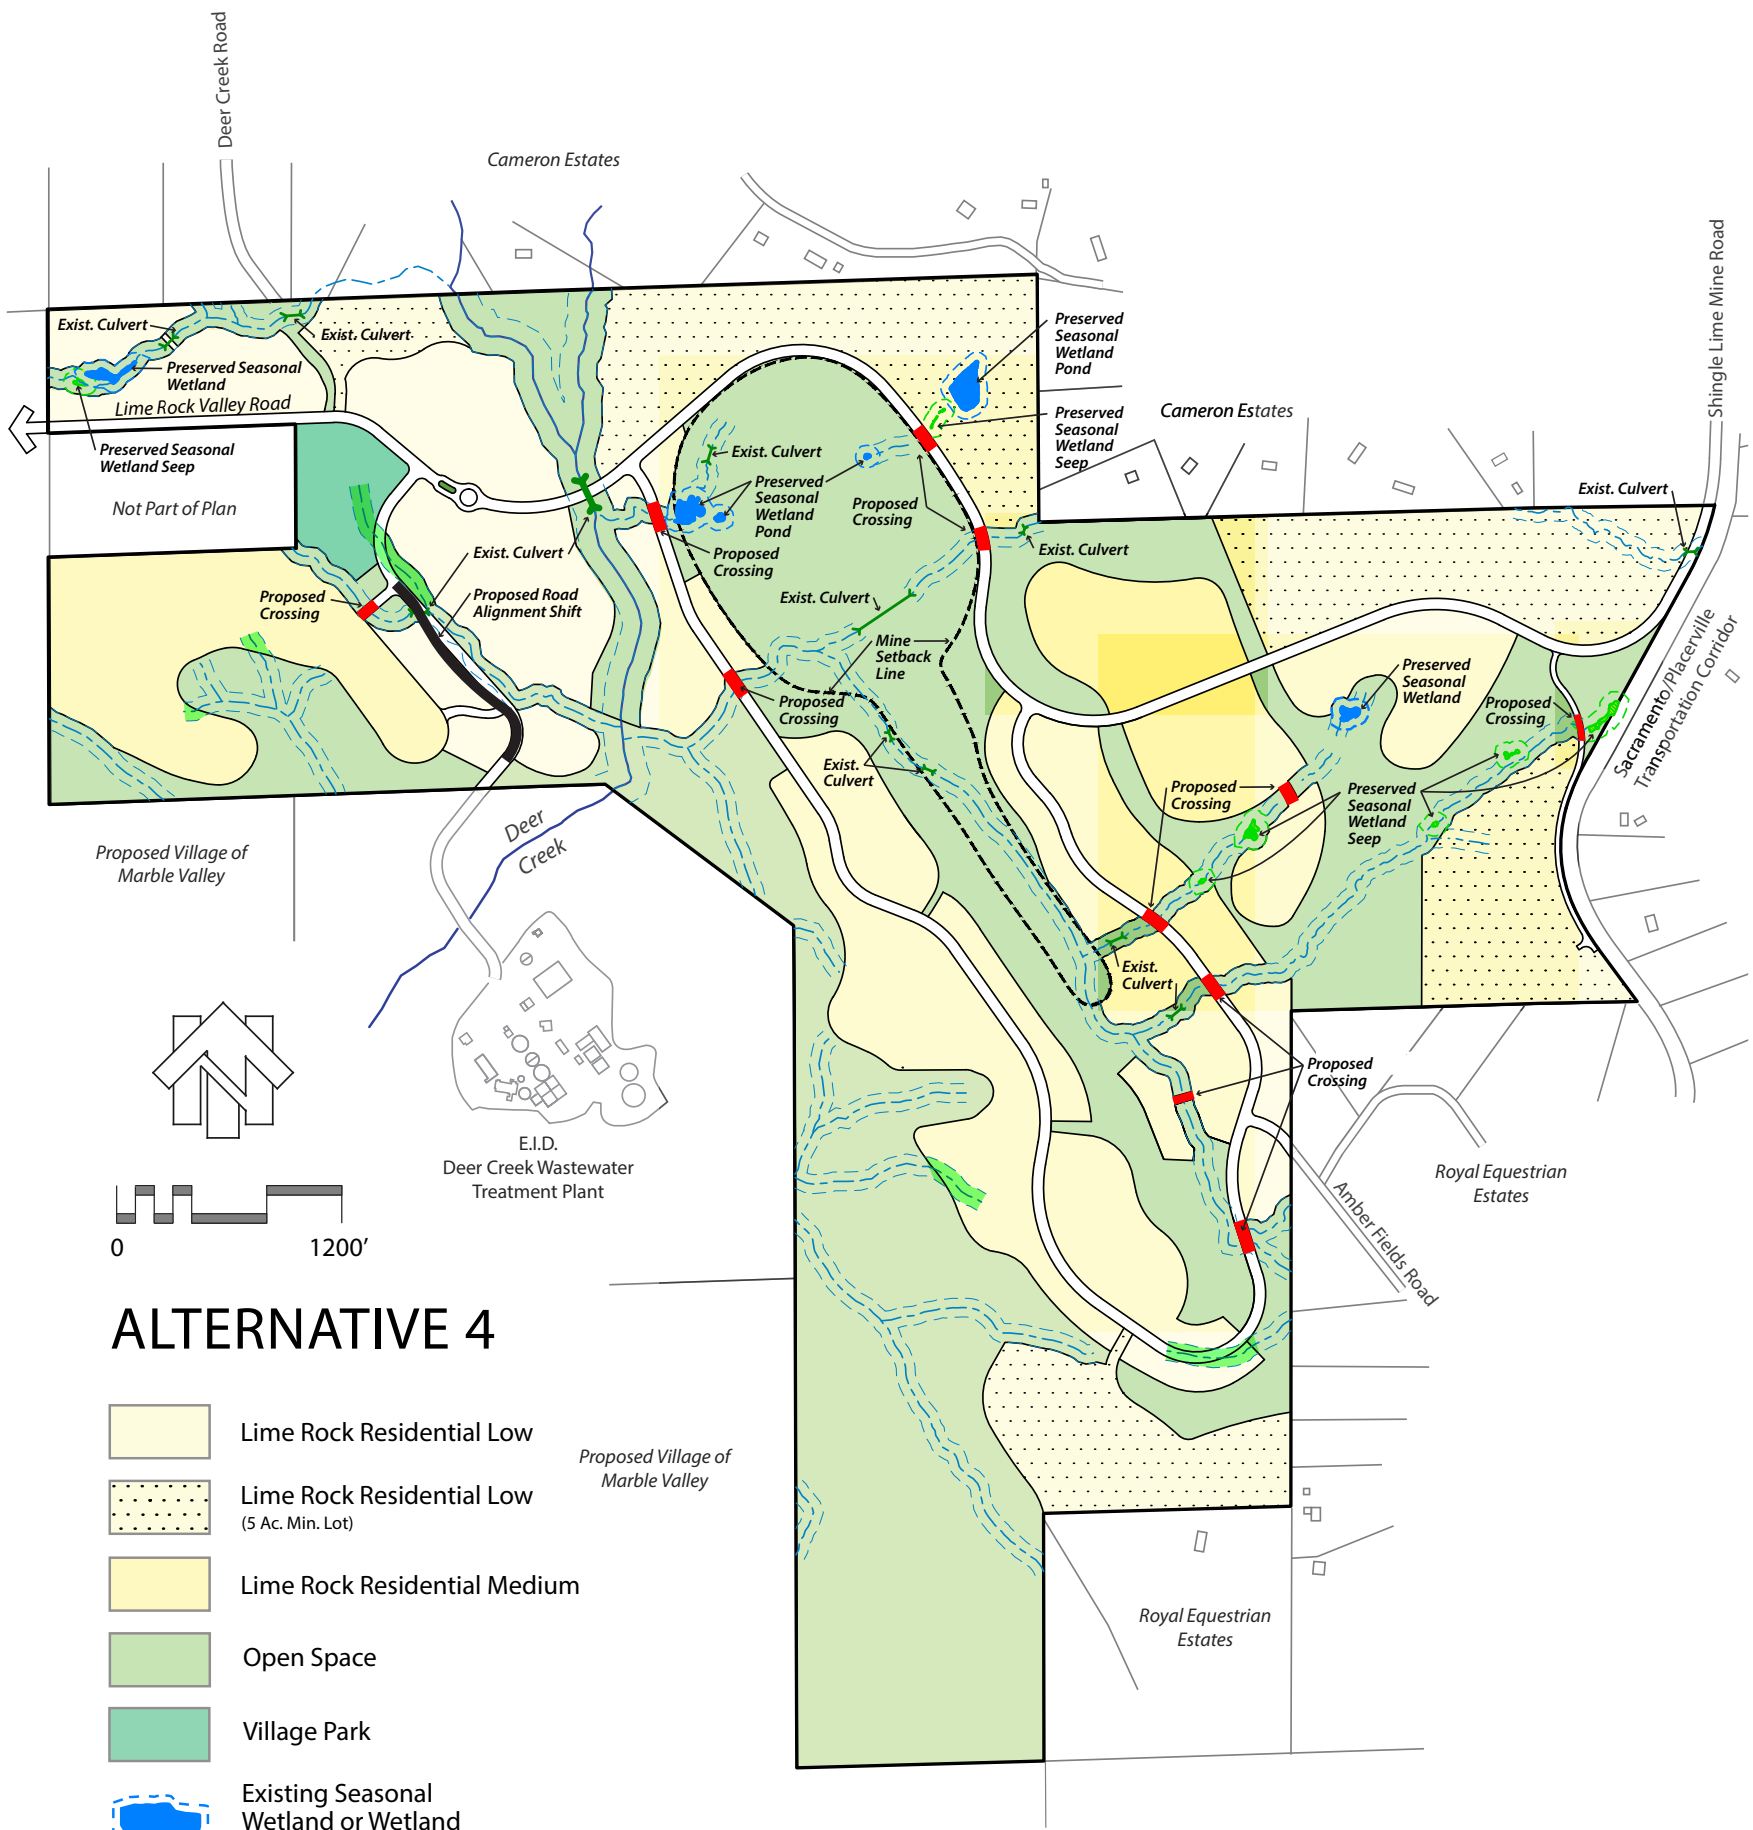 Deer Creek Road
Cameron Estates
Shingle Lime Mine Road
Exist. Culvert
Exist. Culvert
Preserved Seasonal
Wetland
Lime Rock Valley Road
Preserved Seasonal
Wetland Seep
Not Part of Plan
Preserved
Seasonal
Wetland
Pond
Preserved
Seasonal
Wetland
Seep
Cameron Estates
Exist. Culvert
Exist. Culvert
Preserved
Seasonal
Wetland
Pond
Proposed
Crossing
Exist. Culvert
Proposed
Crossing
Exist. Culvert
Proposed
Crossing
Proposed Road
Alignment Shift
Exist. Culvert
Mine
Setback
Line
Proposed
Crossing
Preserved
Seasonal
Wetland
Proposed
Crossing
Sacramento/Placerville
Transportation Corridor
Exist.
Culvert
Proposed
Crossing
Preserved
Seasonal
Wetland
Seep
Deer
Creek
Proposed Village of
Marble Valley
Exist.
Culvert
Proposed
Crossing
E.I.D.
Deer Creek Wastewater
Treatment Plant
Royal Equestrian
Estates
Amber Fields Road
0 1200’
ALTERNATIVE 4
Lime Rock Residential Low
Lime Rock Residential Low
(5 Ac. Min. Lot)
Lime Rock Residential Medium
Open Space
Village Park
Existing Seasonal
Wetland or Wetland
Proposed Village of
Marble Valley
Royal Equestrian
Estates